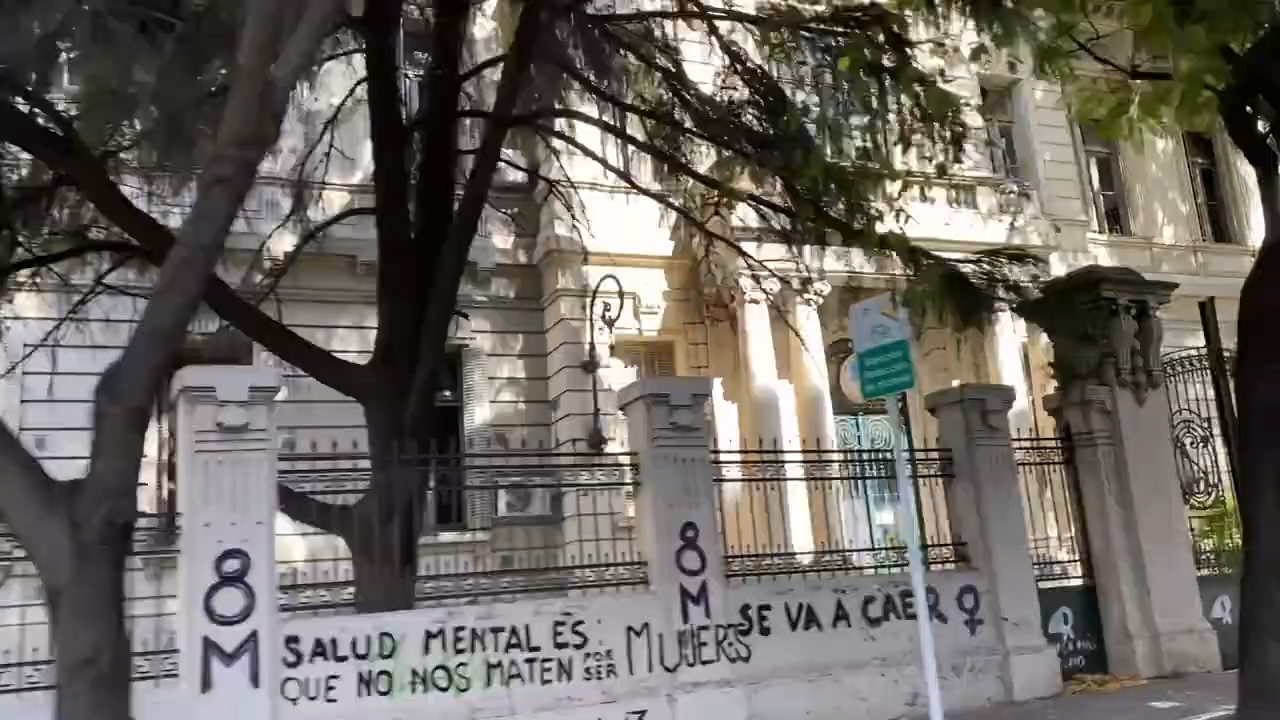 8
M
SALUD MENTAL ES:
QUE NO NOS MATEN POR SER MUJERES
8
M
SE VA A CAER